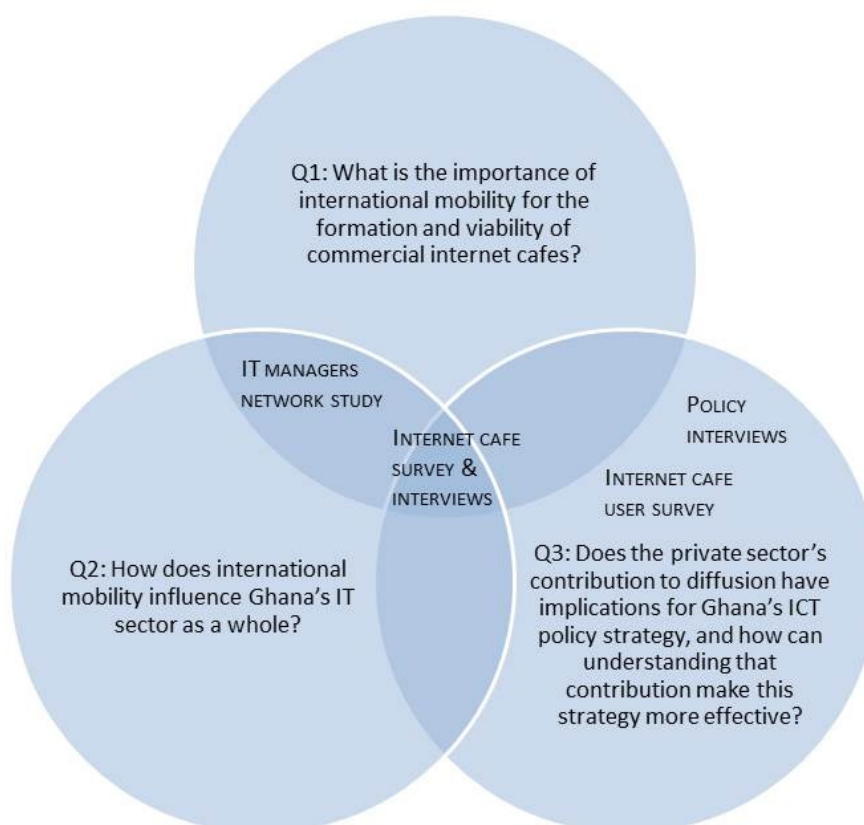 Q1: What is the importance of
international mobility for the
formation and viability of
commercial internet cafes?
IT MANAGERS
NETWORK STUDY
INTERNET CAFE
SURVEY &
INTERVIEWS
POLICY
INTERVIEWS
INTERNET CAFE
USER SURVEY
Q2: How does international
mobility influence Ghana’s IT
sector as a whole?
Q3: Does the private sector’s
contribution to diffusion have
implications for Ghana’s ICT
policy strategy, and how can
understanding that
contribution make this
strategy more effective?